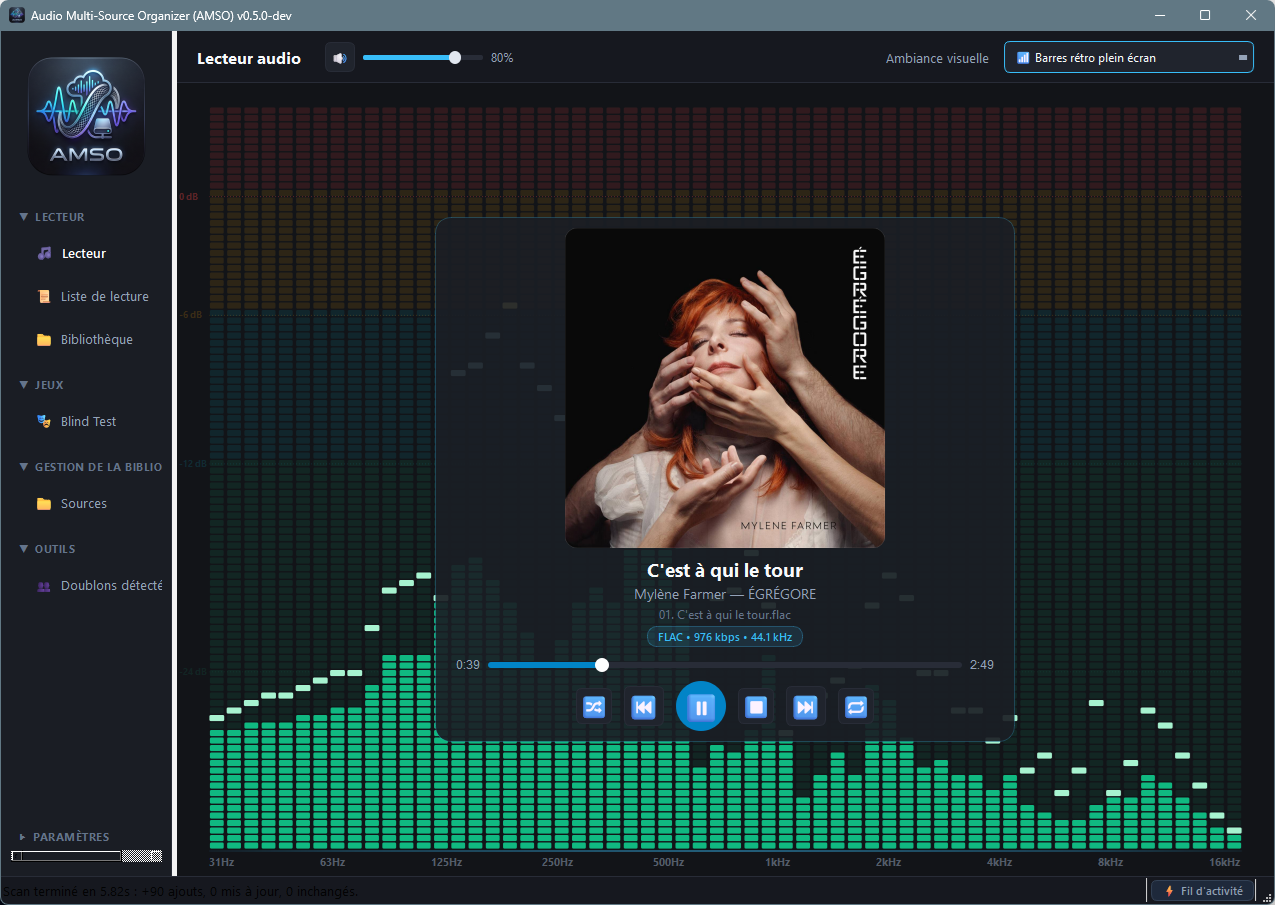 Audio Multi-Source Organizer (AMSO) v0.5.0-dev
AMSO
Lecteur audio
80%
Ambiance visuelle
Barres rétro plein écran
LECTEUR
Lecteur
Liste de lecture
Bibliothèque
JEUX
Blind Test
GESTION DE LA BIBLIO
Sources
OUTILS
Doublons détecté
PARAMÈTRES
0 dB
-6 dB
-12 dB
-24 dB
ÉGRÉGORE
MYLENE FARMER
C'est à qui le tour
Mylène Farmer — ÉGRÉGORE
01. C'est à qui le tour.flac
FLAC • 976 kbps • 44.1 kHz
0:39
2:49
31Hz
63Hz
125Hz
250Hz
500Hz
1kHz
2kHz
4kHz
8kHz
16kHz
Scan terminé en 5.82s : +90 ajouts, 0 mis à jour, 0 inchangés.
Fil d'activité